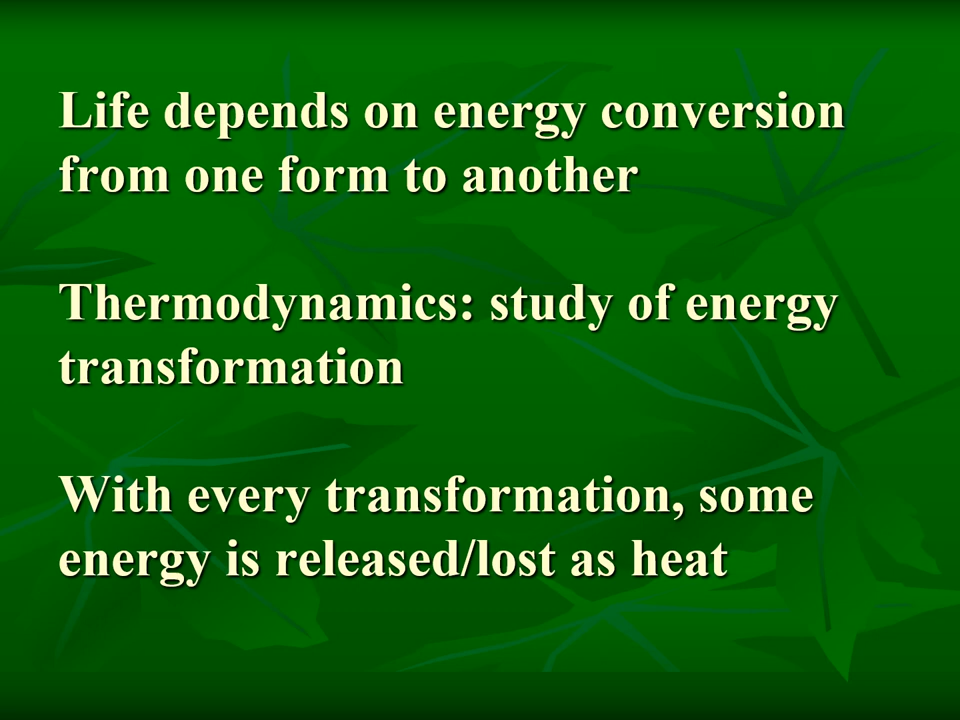 Life depends on energy conversion
from one form to another
Thermodynamics: study of energy
transformation
With every transformation, some
energy is released/lost as heat